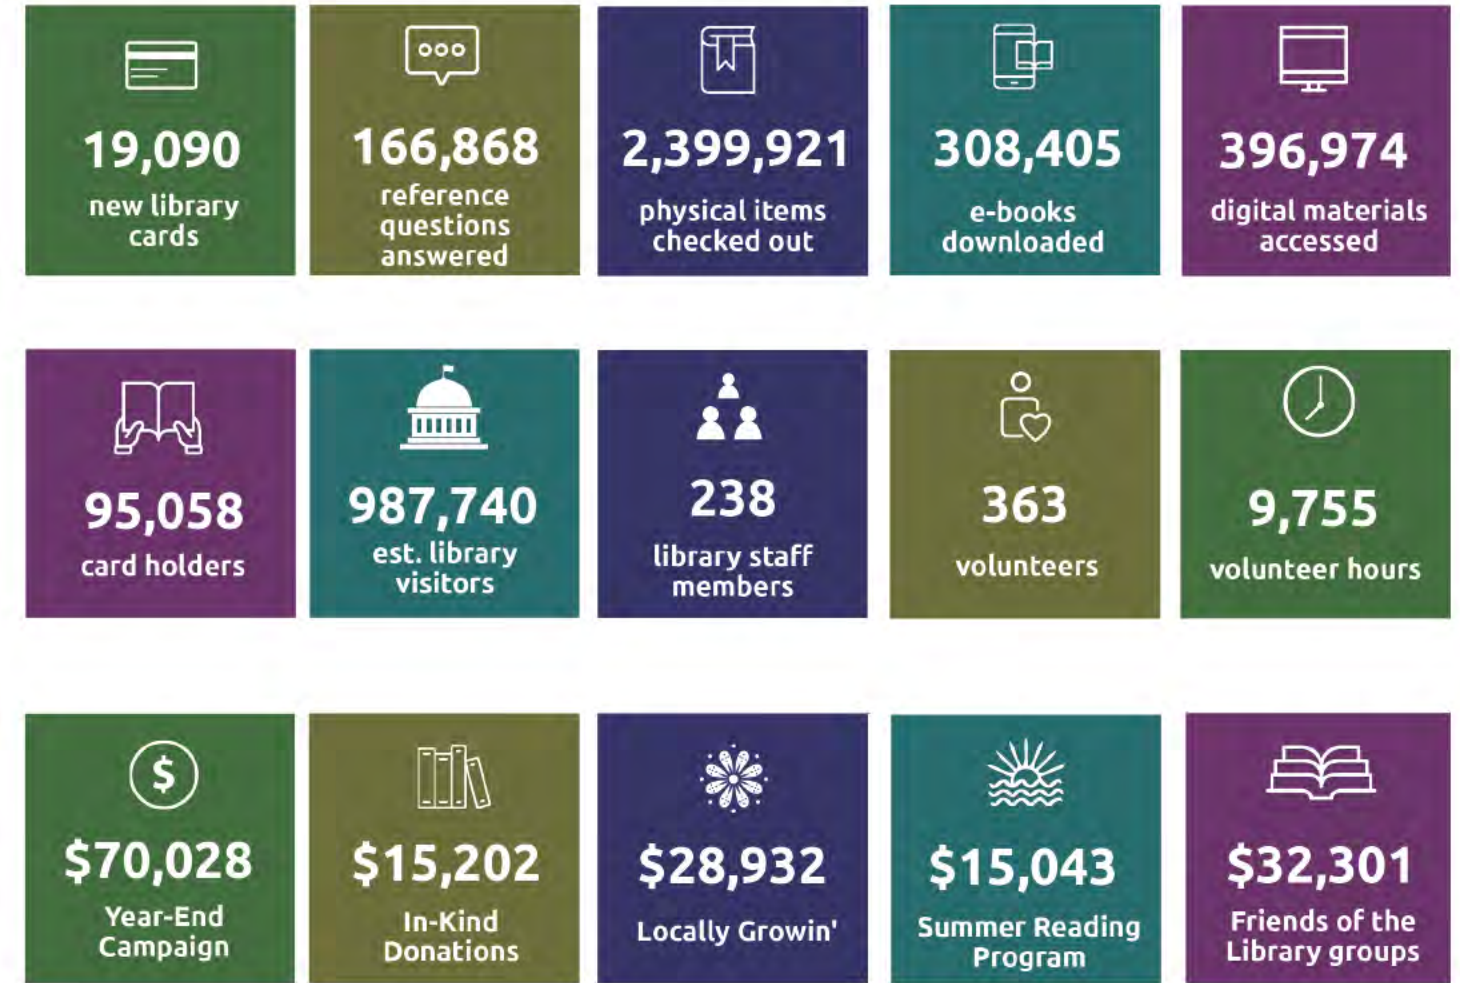 19,090
new library
cards
166,868
reference
questions
answered
2,399,921
physical items
checked out
308,405
e-books
downloaded
396,974
digital materials
accessed
95,058
card holders
987,740
est. library
visitors
238
library staff
members
363
volunteers
9,755
volunteer hours
$
$70,028
Year-End
Campaign
$15,202
In-Kind
Donations
$28,932
Locally Growin'
$15,043
Summer Reading
Program
$32,301
Friends of the
Library groups